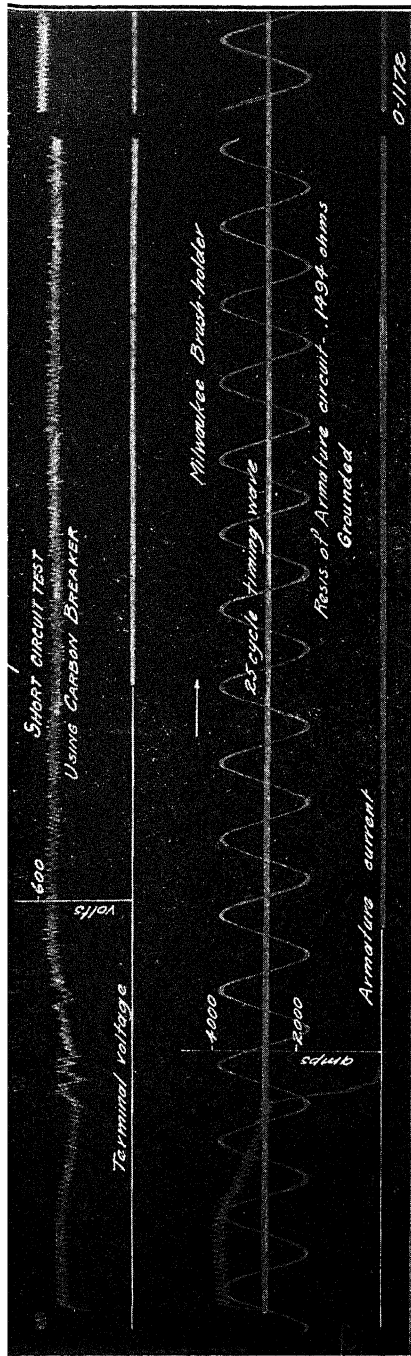 SHORT CIRCUIT TEST
USING CARBON BREAKER
-600
volts
Terminal voltage
Milwaukee Brush-holder
25 cycle timing wave
-4000
-2000
amps
Resis of Armature circuit-.1494 ohms
Grounded
Armature current
0-117R